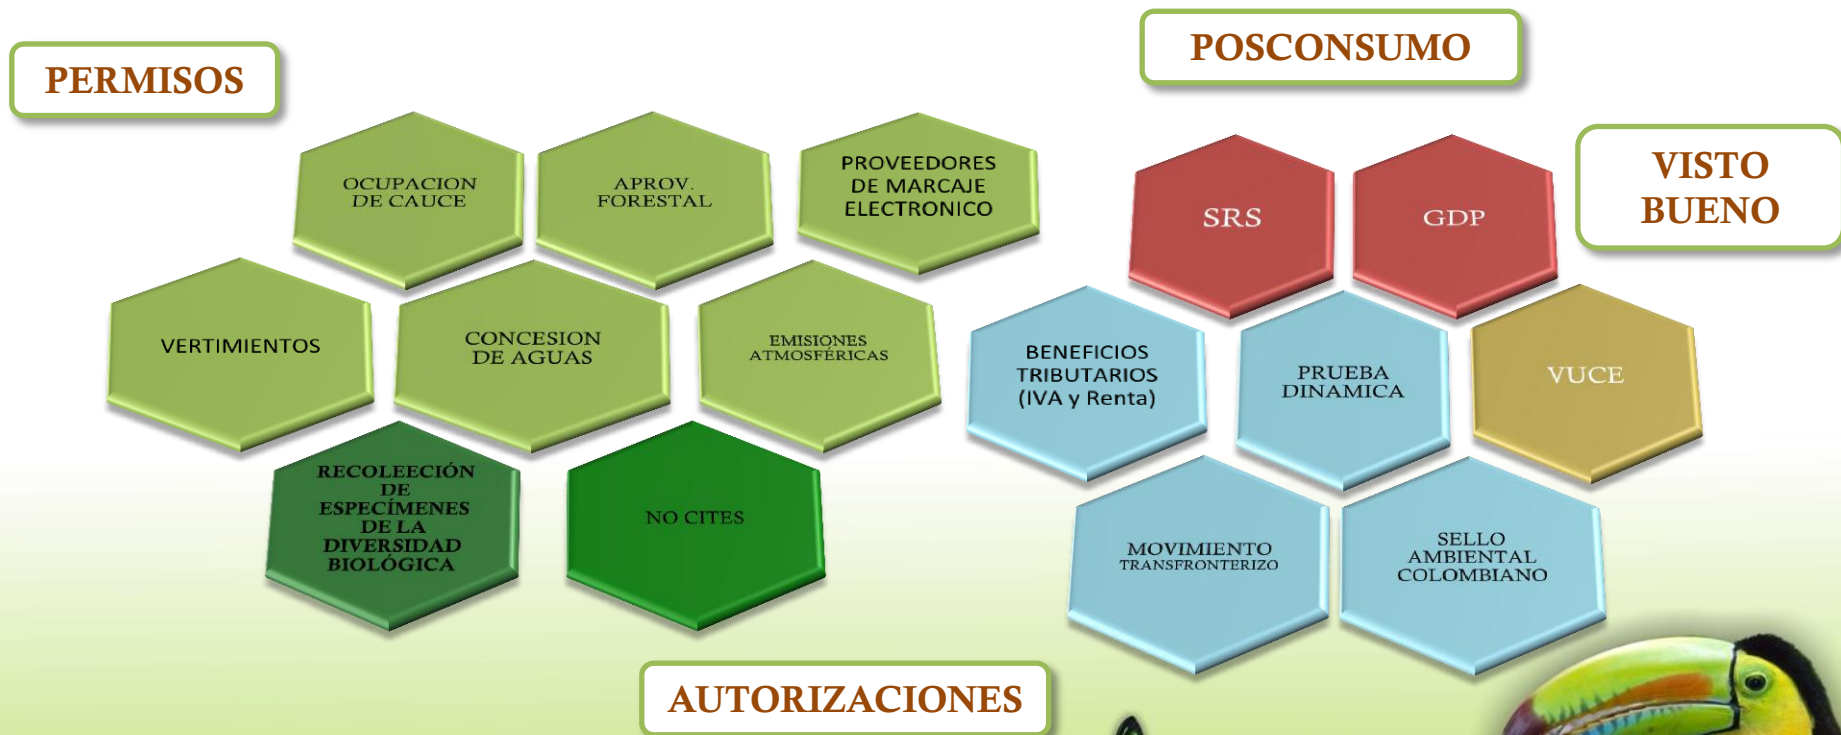 PERMISOS
OCUPACION
DE CAUCE
APROV.
FORESTAL
PROVEEDORES
DE MARCAJE
ELECTRONICO
VERTIMIENTOS
CONCESION
DE AGUAS
EMISIONES
ATMOSFÉRICAS
RECOLEECIÓN
DE
ESPECÍMENES
DE LA
DIVERSIDAD
BIOLÓGICA
NO CITES
AUTORIZACIONES
POSCONSUMO
VISTO
BUENO
SRS
GDP
BENEFICIOS
TRIBUTARIOS
(IVA y Renta)
PRUEBA
DINAMICA
VUCE
MOVIMIENTO
TRANSFRONTERIZO
SELLO
AMBIENTAL
COLOMBIANO